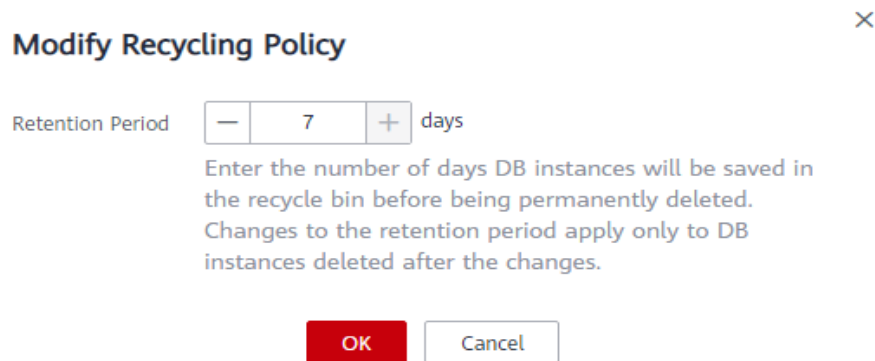 Modify Recycling Policy
Retention Period 7 days
Enter the number of days DB instances will be saved in
the recycle bin before being permanently deleted.
Changes to the retention period apply only to DB
instances deleted after the changes.
OK Cancel